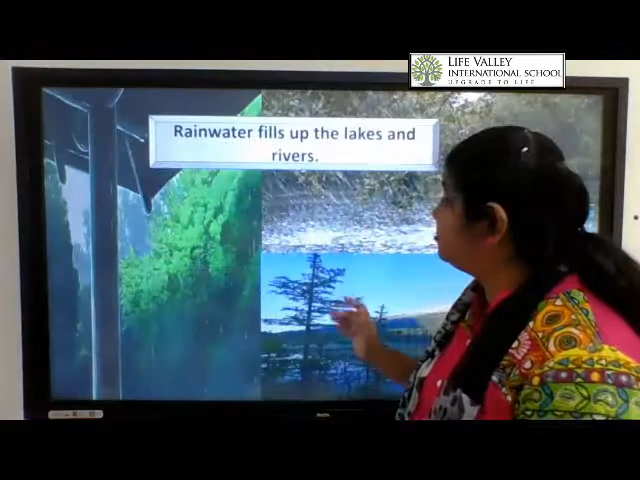 LIFE VALLEY
INTERNATIONAL SCHOOL
UPGRADE TO LIFE
Rainwater fills up the lakes and
rivers.